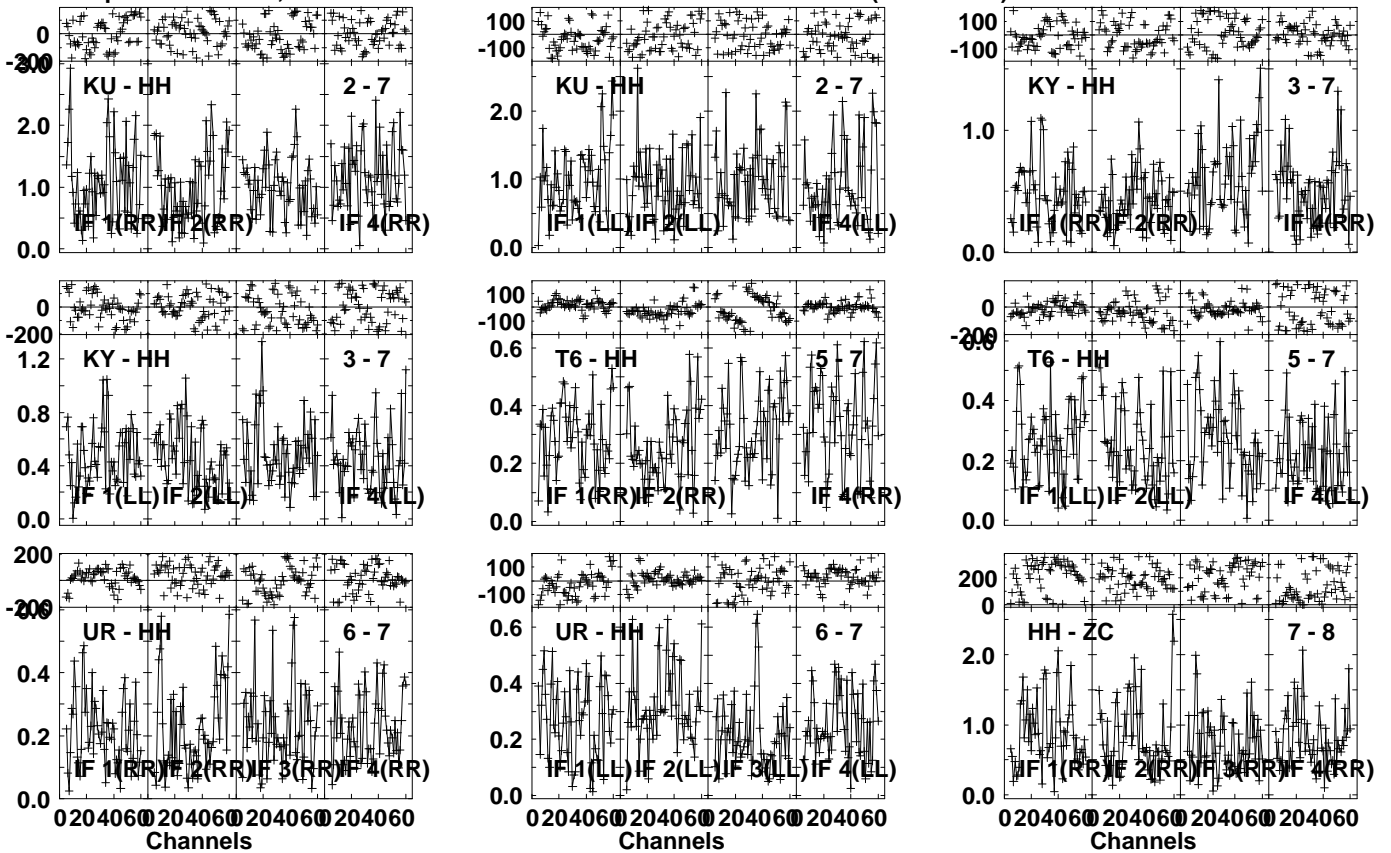 100 100
0 0 0
-100 -100
-200
3.0
KU - HH 2 - 7 KU - HH 2 - 7 KY - HH 3 - 7
2.0 2.0
1.0 1.0 1.0
IF 1(RR) IF 2(RR) IF 4(RR) IF 1(LL) IF 2(LL) IF 4(LL) IF 1(RR) IF 2(RR) IF 4(RR)
0.0 0.0 0.0
0 100 0
-200 -100 -200
0.6
1.2 0.6
KY - HH 3 - 7 T6 - HH 5 - 7 T6 - HH 5 - 7
0.8 0.4 0.4
0.4 0.2 0.2
IF 1(LL) IF 2(LL) IF 4(LL) IF 1(RR) IF 2(RR) IF 4(RR) IF 1(LL) IF 2(LL) IF 4(LL)
0.0 0.0 0.0
200 100 200
-200 -100 0
0.6 0.6
UR - HH 6 - 7 UR - HH 6 - 7 HH - ZC 7 - 8
0.4 0.4 2.0
0.2 0.2 1.0
IF 1(RR) IF 2(RR) IF 3(RR) IF 4(RR) IF 1(LL) IF 2(LL) IF 3(LL) IF 4(LL) IF 1(RR) IF 2(RR) IF 3(RR) IF 4(RR)
0.0 0.0 0.0
0 20 40 60 0 20 40 60 0 20 40 60 0 20 40 60 0 20 40 60 0 20 40 60 0 20 40 60 0 20 40 60 0 20 40 60 0 20 40 60 0 20 40 60 0 20 40 60
Channels Channels Channels